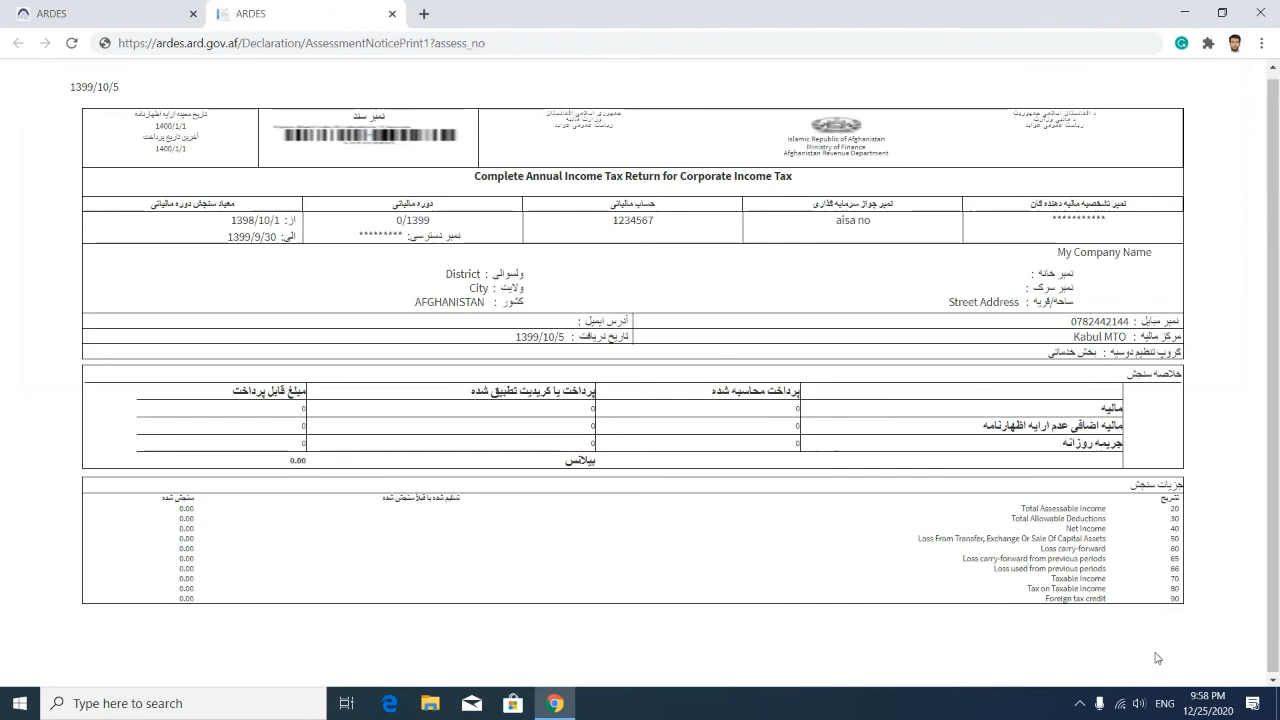 ARDES
ARDES
https://ardes.ard.gov.af/Declaration/AssessmentNoticePrint1?assess_no
1399/10/5
د افغانستان اسلامی جمهوریت
ریاست عمومی عواید
Islamic Republic of Afghanistan
Ministry of Finance
Afghanistan Revenue Department
جمهوری اسلامی افغانستان
وزارت مالیه
ریاست عمومی عواید
نمبر سند
تاریخ معینه ارایه اظهارنامه
1400/1/1
آخرین تاریخ پرداخت
1400/1/1
Complete Annual Income Tax Return for Corporate Income Tax
نمبر تشخصیه مالیه دهنده گان
نمبر جواز سرمایه گذاری
حساب مالیاتی
دوره مالیاتی
معیاد سنجش دوره مالیاتی
***********
aisa no
1234567
0/1399
از: 1398/10/1
نمبر دسترسی: *********
الی: 1399/9/30
My Company Name
نمبر خانه :
ولسوالی : District
نمبر سرک :
ولایت : City
ساحه/قریه : Street Address
کشور : AFGHANISTAN
نمبر مبایل : 0782442144
آدرس ایمیل :
مرکز مالیه : Kabul MTO
تاریخ دریافت : 1399/10/5
گروپ تنظیم دوسیه : بخش خدماتی
خلاصه سنجش
پرداخت محاسبه شده
پرداخت یا کریدیت تطبیق شده
مبلغ قابل پرداخت
مالیه 0 0 0
مالیه اضافی عدم ارایه اظهارنامه 0 0 0
جریمه روزانه 0 0 0
بیلانس 0.00
جزیات سنجش
تشریح
تسلیم شده یا قبلاً سنجش شده
سنجش شده
20 Total Assessable Income 0.00
30 Total Allowable Deductions 0.00
40 Net Income 0.00
50 Loss From Transfer, Exchange Or Sale Of Capital Assets 0.00
60 Loss carry-forward 0.00
65 Loss carry-forward from previous periods 0.00
66 Loss used from previous periods 0.00
70 Taxable Income 0.00
80 Tax on Taxable Income 0.00
90 Foreign tax credit 0.00
Type here to search
ENG
9:58 PM
12/25/2020